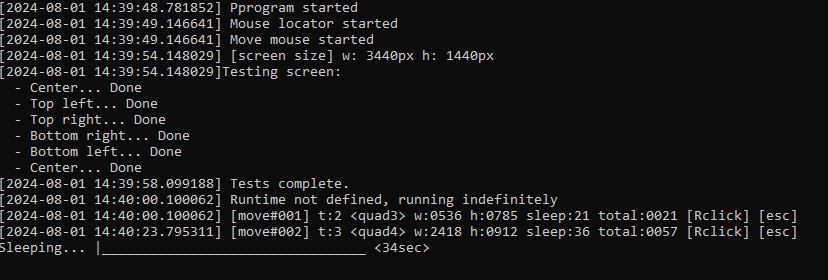 [2024-08-01 14:39:48.781852] Pprogram started
[2024-08-01 14:39:49.146641] Mouse locator started
[2024-08-01 14:39:49.146641] Move mouse started
[2024-08-01 14:39:54.148029] [screen size] w: 3440px h: 1440px
[2024-08-01 14:39:54.148029]Testing screen:
- Center... Done
- Top left... Done
- Top right... Done
- Bottom right... Done
- Bottom left... Done
- Center... Done
[2024-08-01 14:39:58.099188] Tests complete.
[2024-08-01 14:40:00.100062] Runtime not defined, running indefinitely
[2024-08-01 14:40:00.100062] [move#001] t:2 <quad3> w:0536 h:0785 sleep:21 total:0021 [Rclick] [esc]
[2024-08-01 14:40:23.795311] [move#002] t:3 <quad4> w:2418 h:0912 sleep:36 total:0057 [Rclick] [esc]
Sleeping... |__________________________________ <34sec>